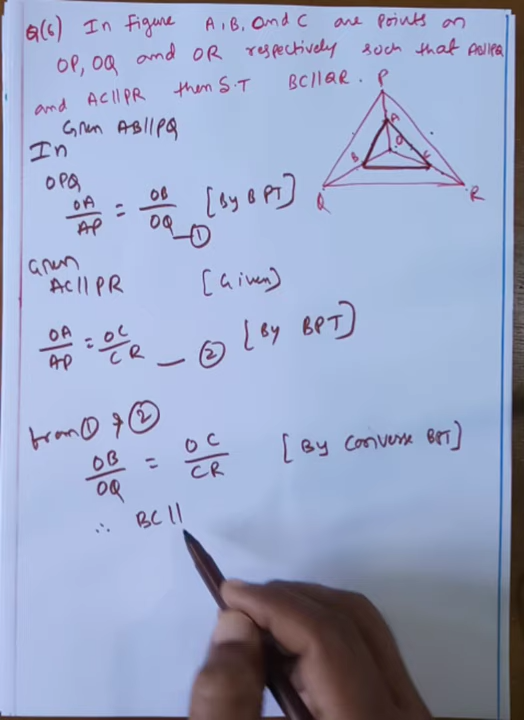 Q(6) In figure A, B, and C are points on
OP, OQ and OR respectively such that AB||PQ
and AC||PR then S.T BC||QR.
Given AB||PQ
In
OPQ
OA/AP = OB/OQ — ① [By BPT]
Given
AC||PR [Given]
OA/AP = OC/CR — ② [By BPT]
from ① & ②
OB/OQ = OC/CR [By Converse BPT]
∴ BC||
P
A
O
B
C
Q
R